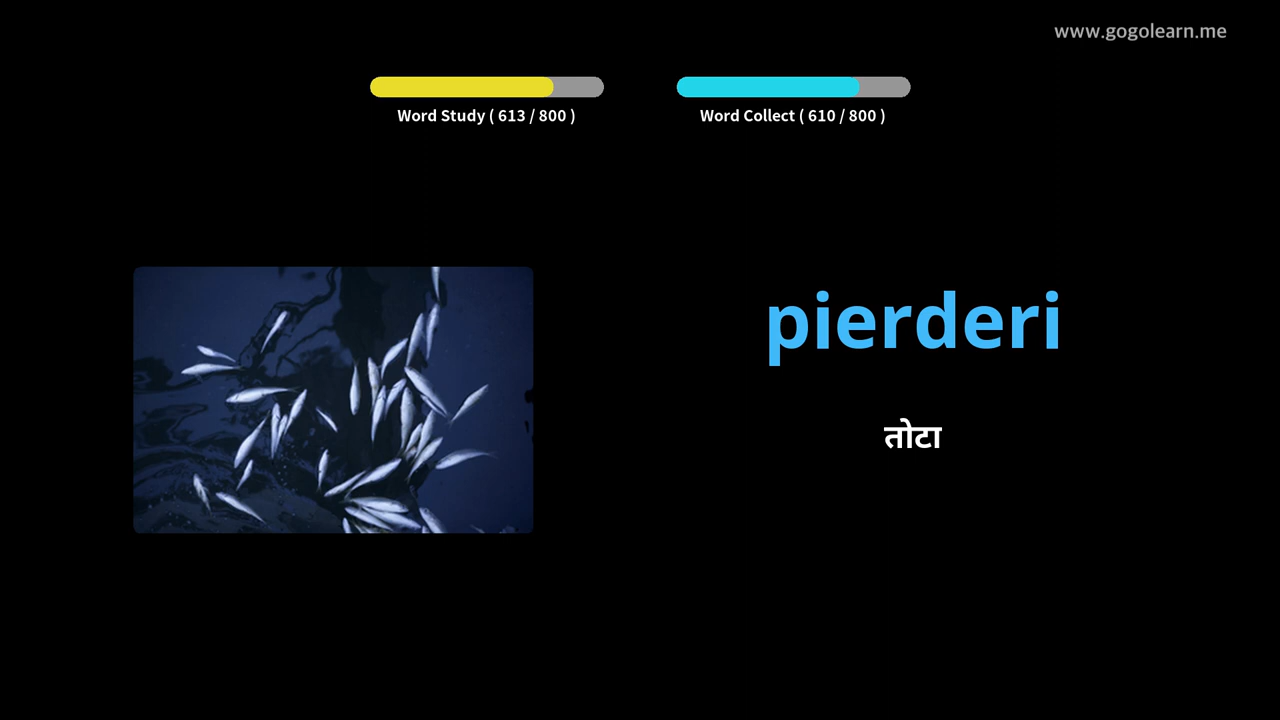 www.gogolearn.me
Word Study ( 613 / 800 )
Word Collect ( 610 / 800 )
pierderi
तोटा